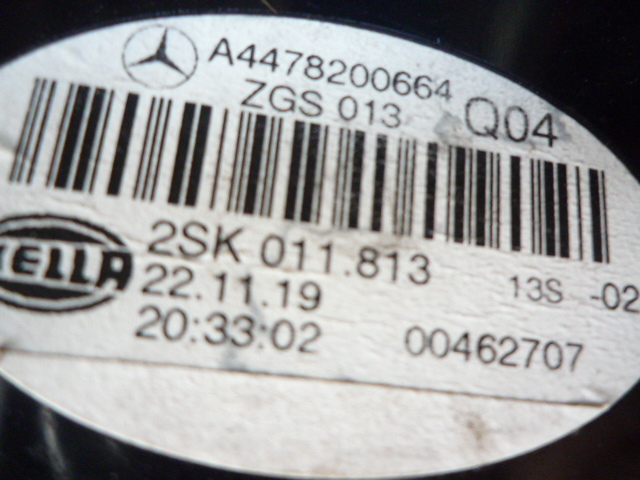 A4478200664
ZGS 013 Q04
HELLA 2SK 011.813 13S -02
22.11.19
20:33:02 00462707